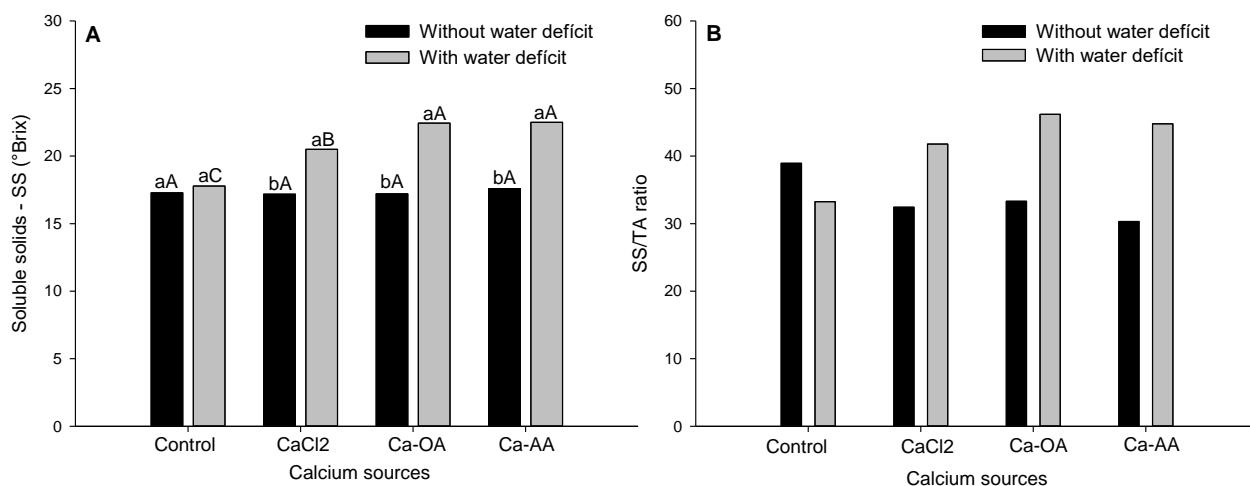 A
Without water defícit
With water defícit
Soluble solids - SS (°Brix)
30
25
20
15
10
5
0
aA
aC
bA
aB
bA
aA
bA
aA
Control
CaCl2
Ca-OA
Ca-AA
Calcium sources
B
Without water defícit
With water defícit
SS/TA ratio
60
50
40
30
20
10
0
Control
CaCl2
Ca-OA
Ca-AA
Calcium sources